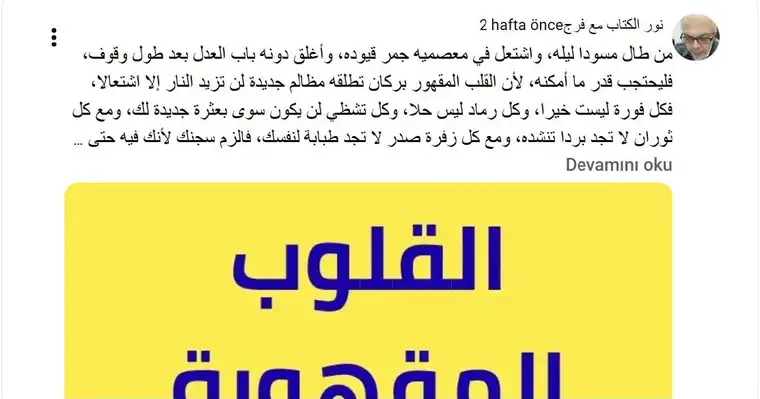 نور الكتاب مع فرج2 hafta önce
من طال مسودا ليله، واشتعل في معصميه جمر قيوده، وأغلق دونه باب العدل بعد طول وقوف،
فليحتجب قدر ما أمكنه، لأن القلب المقهور بركان تطلقه مظالم جديدة لن تزيد النار إلا اشتعالا،
فكل فورة ليست خيرا، وكل رماد ليس حلا، وكل تشظي لن يكون سوى بعثرة جديدة لك، ومع كل
ثوران لا تجد بردا تنشده، ومع كل زفرة صدر لا تجد طبابة لنفسك، فالزم سجنك لأنك فيه حتى ...
Devamını oku
القلوب
المقهورة